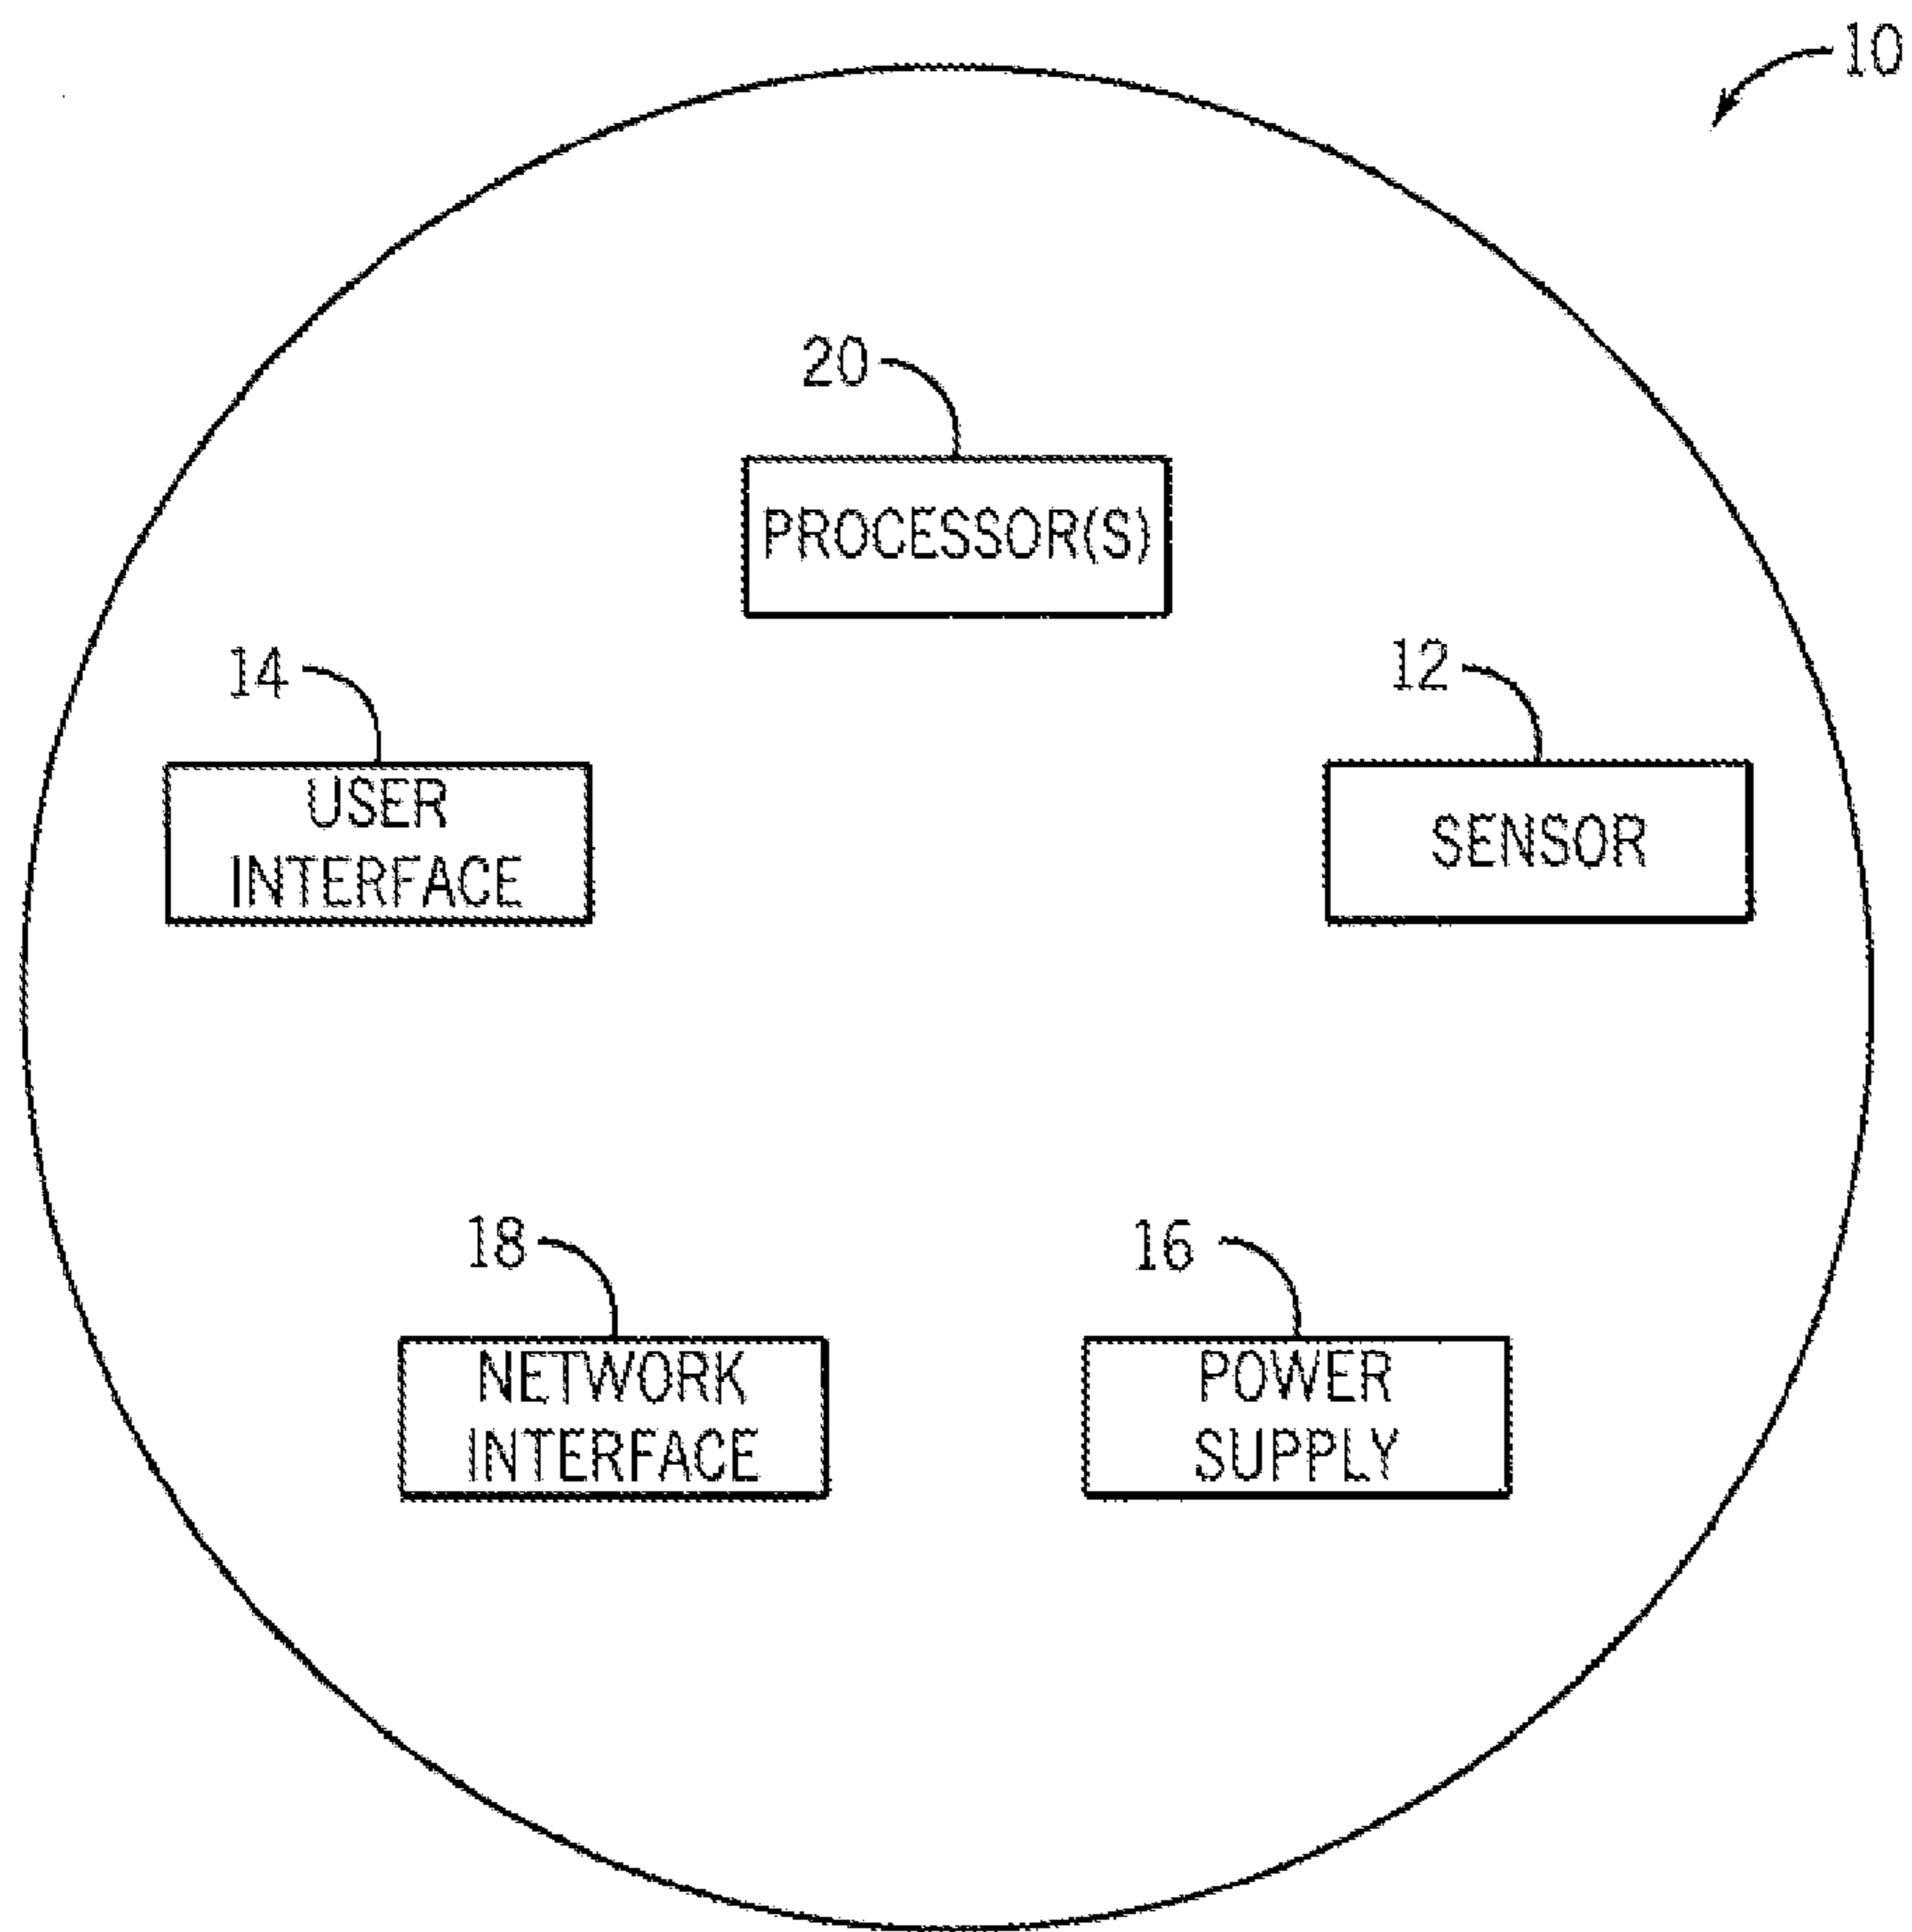 10
20
PROCESSOR(S)
14
USER
INTERFACE
12
SENSOR
18
NETWORK
INTERFACE
16
POWER
SUPPLY